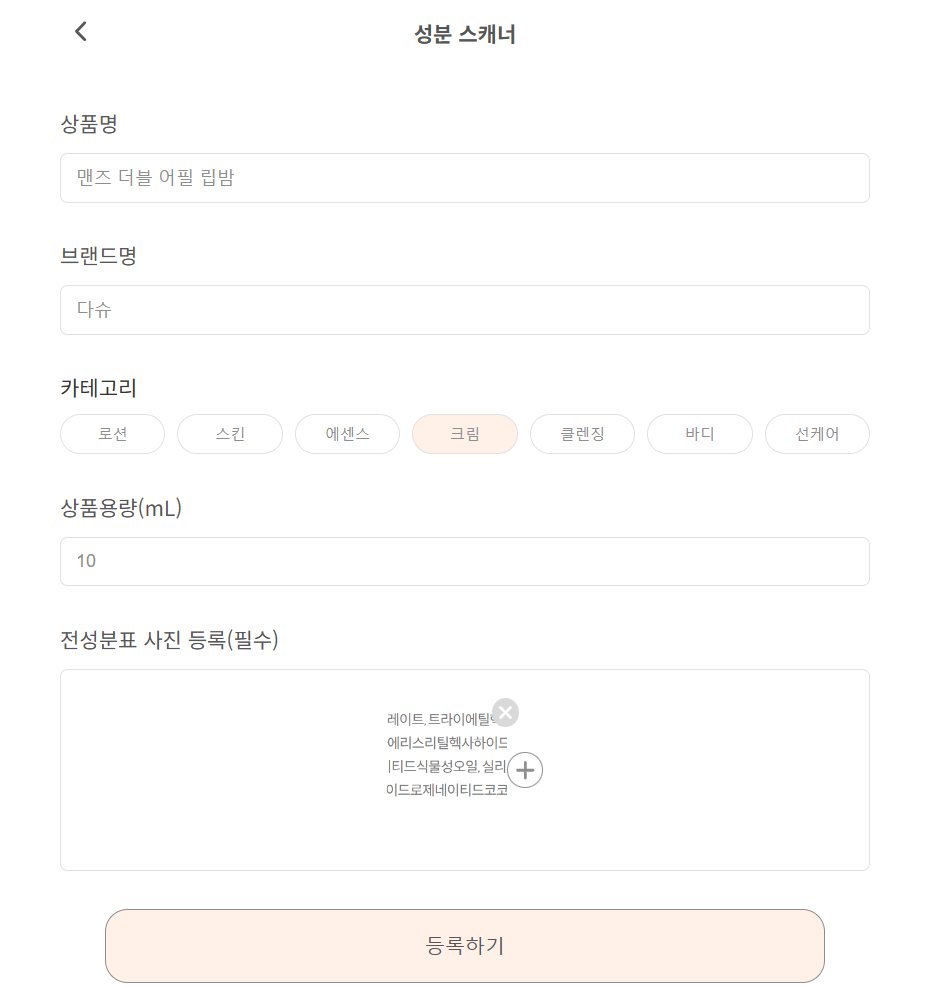 성분 스캐너
상품명
맨즈 더블 어필 립밤
브랜드명
다슈
카테고리
로션 스킨 에센스 크림 클렌징 바디 선케어
상품용량(mL)
10
전성분표 사진 등록(필수)
레이트, 트라이에틸
에리스리틸헥사하이드
티드식물성오일, 실리
이드로제네이티드코코
등록하기